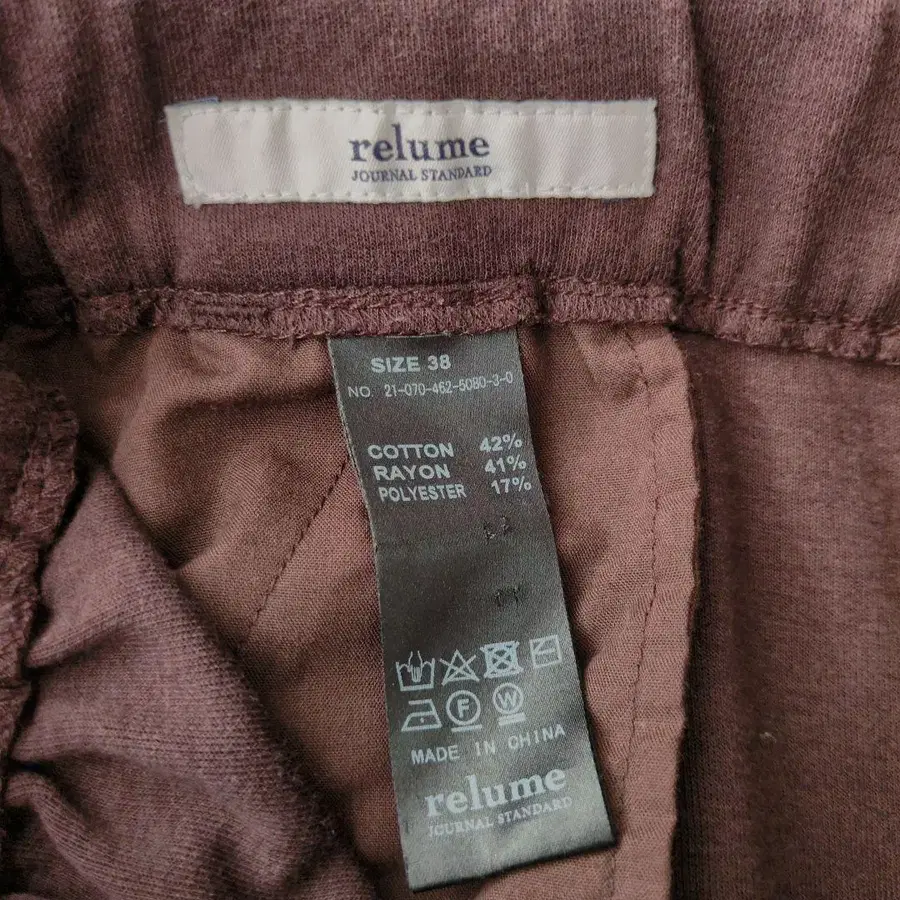 relume
JOURNAL STANDARD
SIZE 38
NO. 21-070-462-5080-3-0
COTTON 42%
RAYON 41%
POLYESTER 17%
F W
MADE IN CHINA
relume
JOURNAL STANDARD